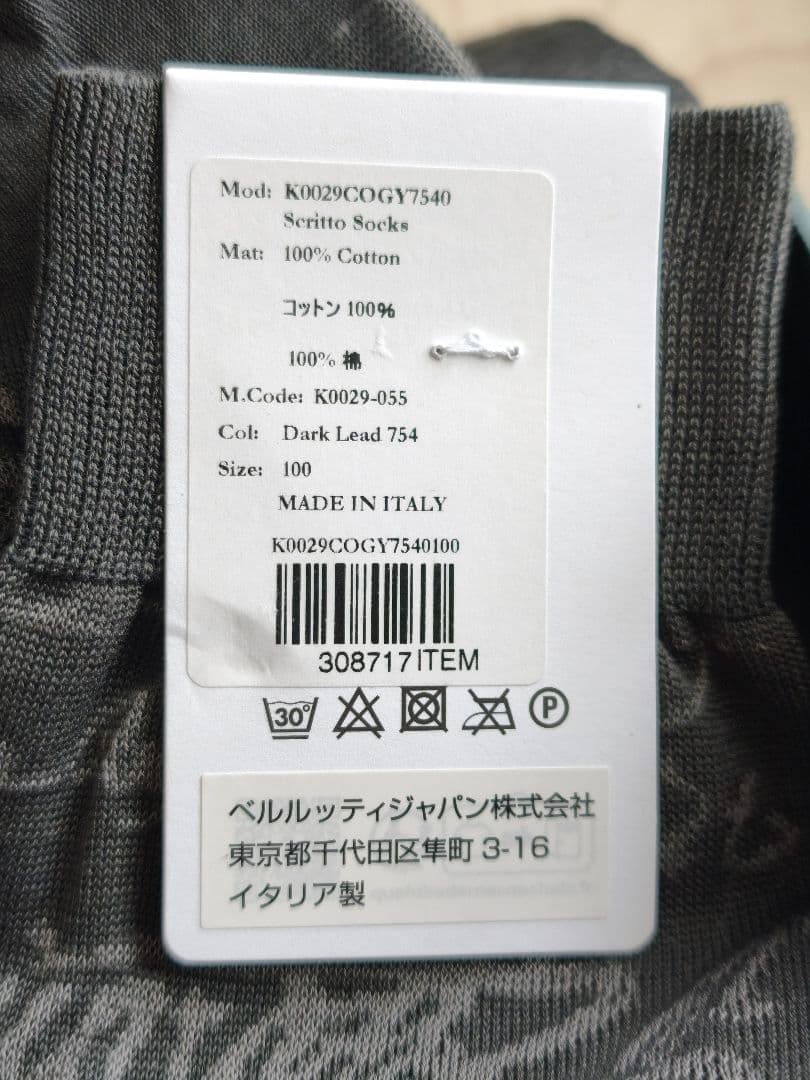 Mod: K0029COGY7540
Scritto Socks
Mat: 100% Cotton
コットン 100%
100% 棉
M.Code: K0029-055
Col: Dark Lead 754
Size: 100
MADE IN ITALY
K0029COGY7540100
308717ITEM
30° P
ベルルッティジャパン株式会社
東京都千代田区隼町 3-16
イタリア製